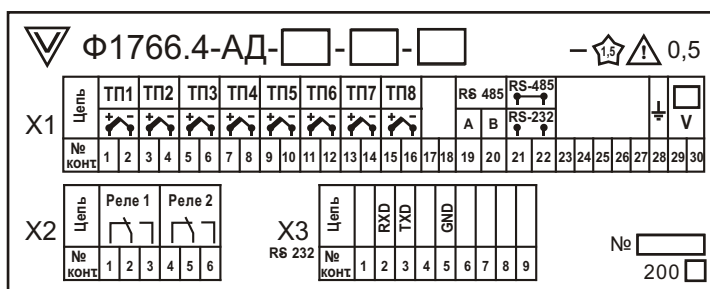 Ф1766.4-АД- - - – 1,5 0,5
X1
Цепь ТП1 ТП2 ТП3 ТП4 ТП5 ТП6 ТП7 ТП8 RS 485 RS-485
+ - + - + - + - + - + - + - + - A B RS-232 V
№ конт 1 2 3 4 5 6 7 8 9 10 11 12 13 14 15 16 17 18 19 20 21 22 23 24 25 26 27 28 29 30
X2
Цепь Реле 1 Реле 2
№ конт. 1 2 3 4 5 6
X3
RS 232
Цепь RXD TXD GND
№ конт. 1 2 3 4 5 6 7 8 9
№
200